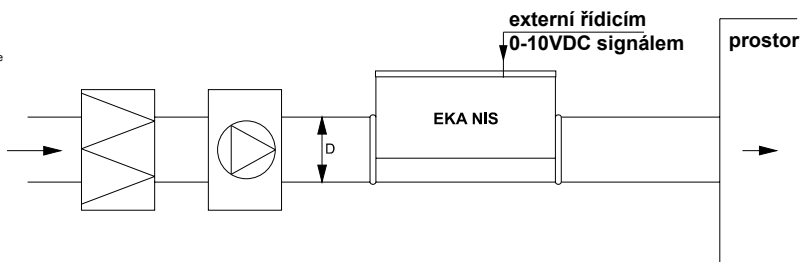 externí řídicím
0-10VDC signálem
prostor
e
EKA NIS
D